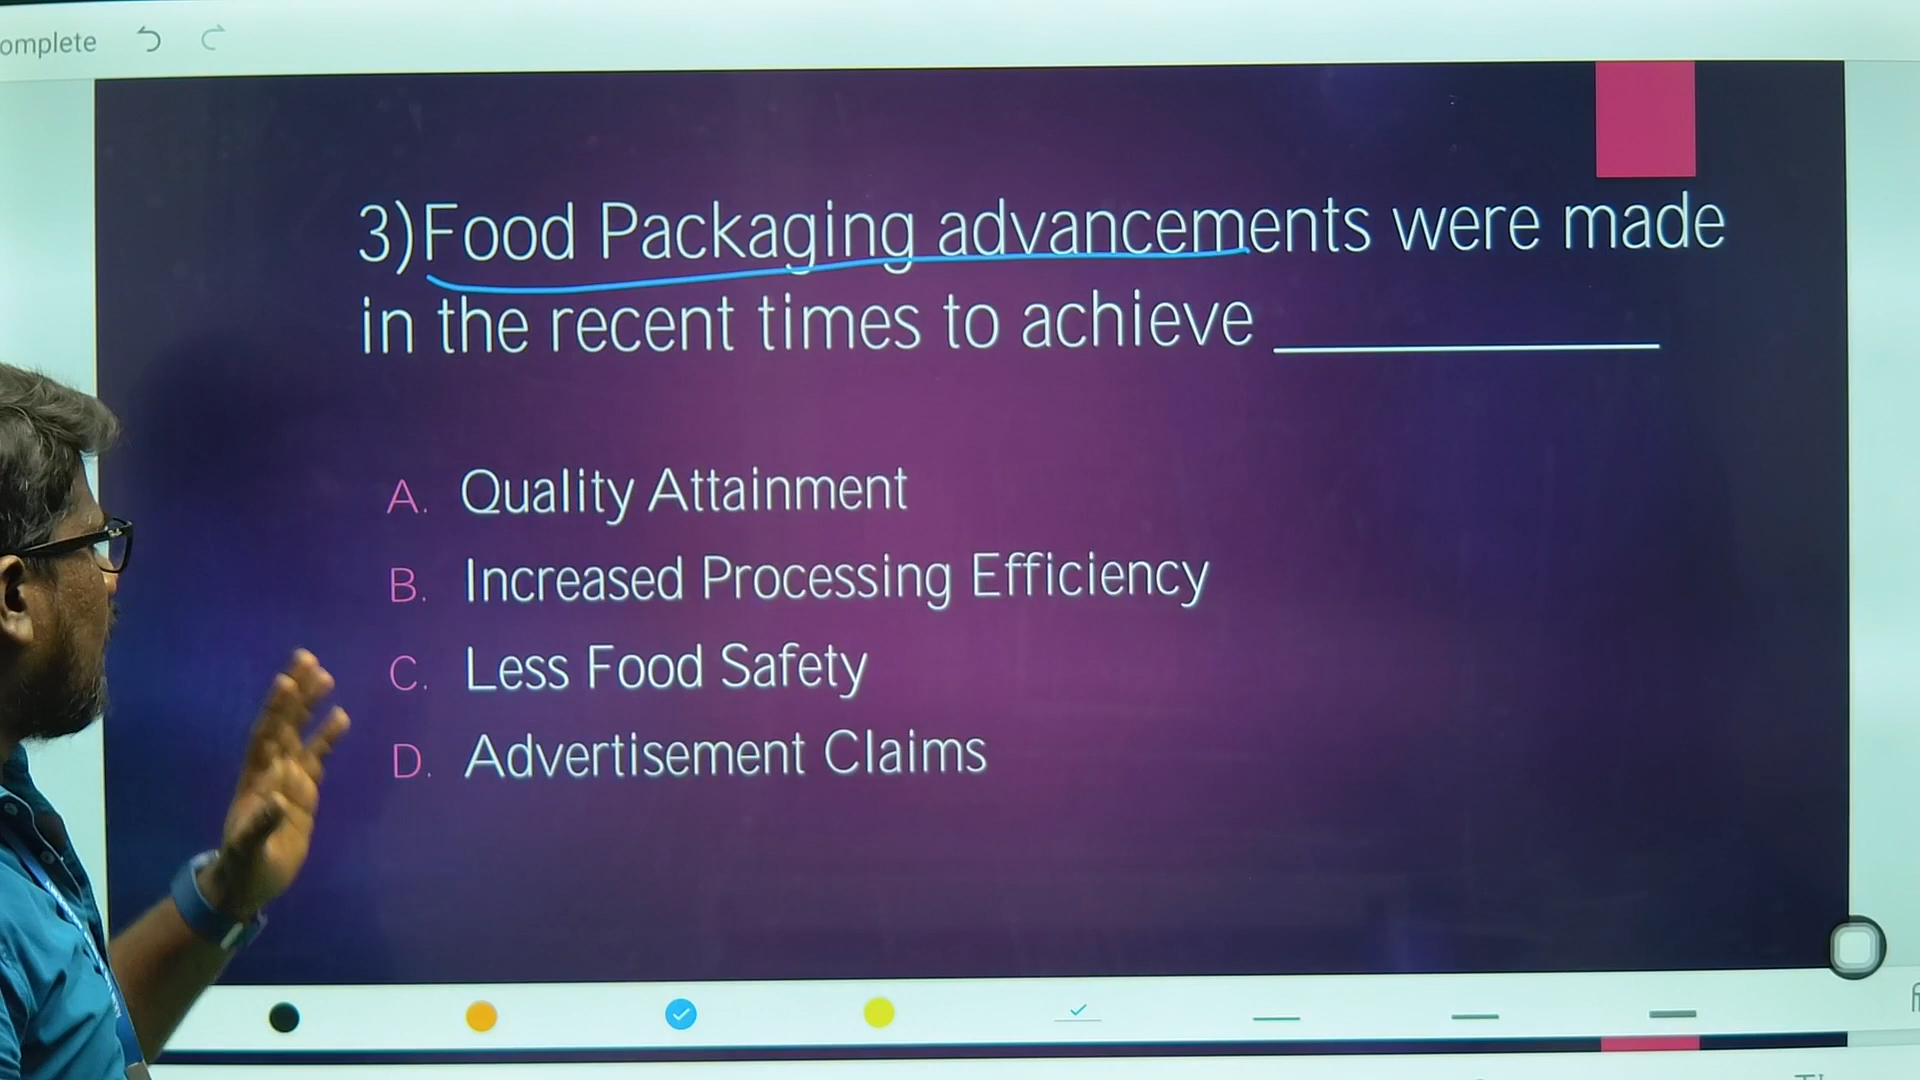 omplete
3)Food Packaging advancements were made
in the recent times to achieve ____________
A. Quality Attainment
B. Increased Processing Efficiency
C. Less Food Safety
D. Advertisement Claims